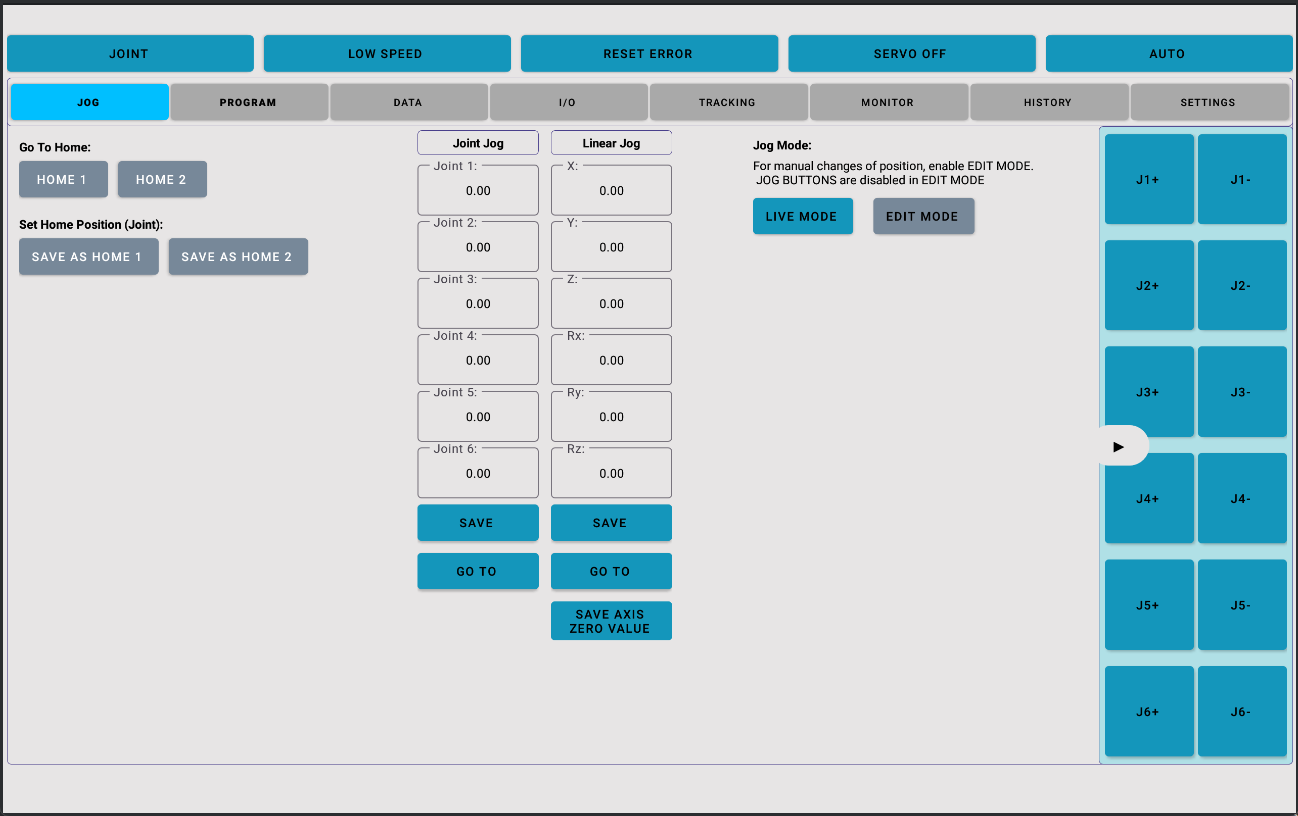 JOINT
LOW SPEED
RESET ERROR
SERVO OFF
AUTO
JOG
PROGRAM
DATA
I/O
TRACKING
MONITOR
HISTORY
SETTINGS
Go To Home:
HOME 1
HOME 2
Set Home Position (Joint):
SAVE AS HOME 1
SAVE AS HOME 2
Joint Jog
Joint 1:
0.00
Joint 2:
0.00
Joint 3:
0.00
Joint 4:
0.00
Joint 5:
0.00
Joint 6:
0.00
SAVE
GO TO
Linear Jog
X:
0.00
Y:
0.00
Z:
0.00
Rx:
0.00
Ry:
0.00
Rz:
0.00
SAVE
GO TO
SAVE AXIS
ZERO VALUE
Jog Mode:
For manual changes of position, enable EDIT MODE.
JOG BUTTONS are disabled in EDIT MODE
LIVE MODE
EDIT MODE
J1+
J1-
J2+
J2-
J3+
J3-
J4+
J4-
J5+
J5-
J6+
J6-